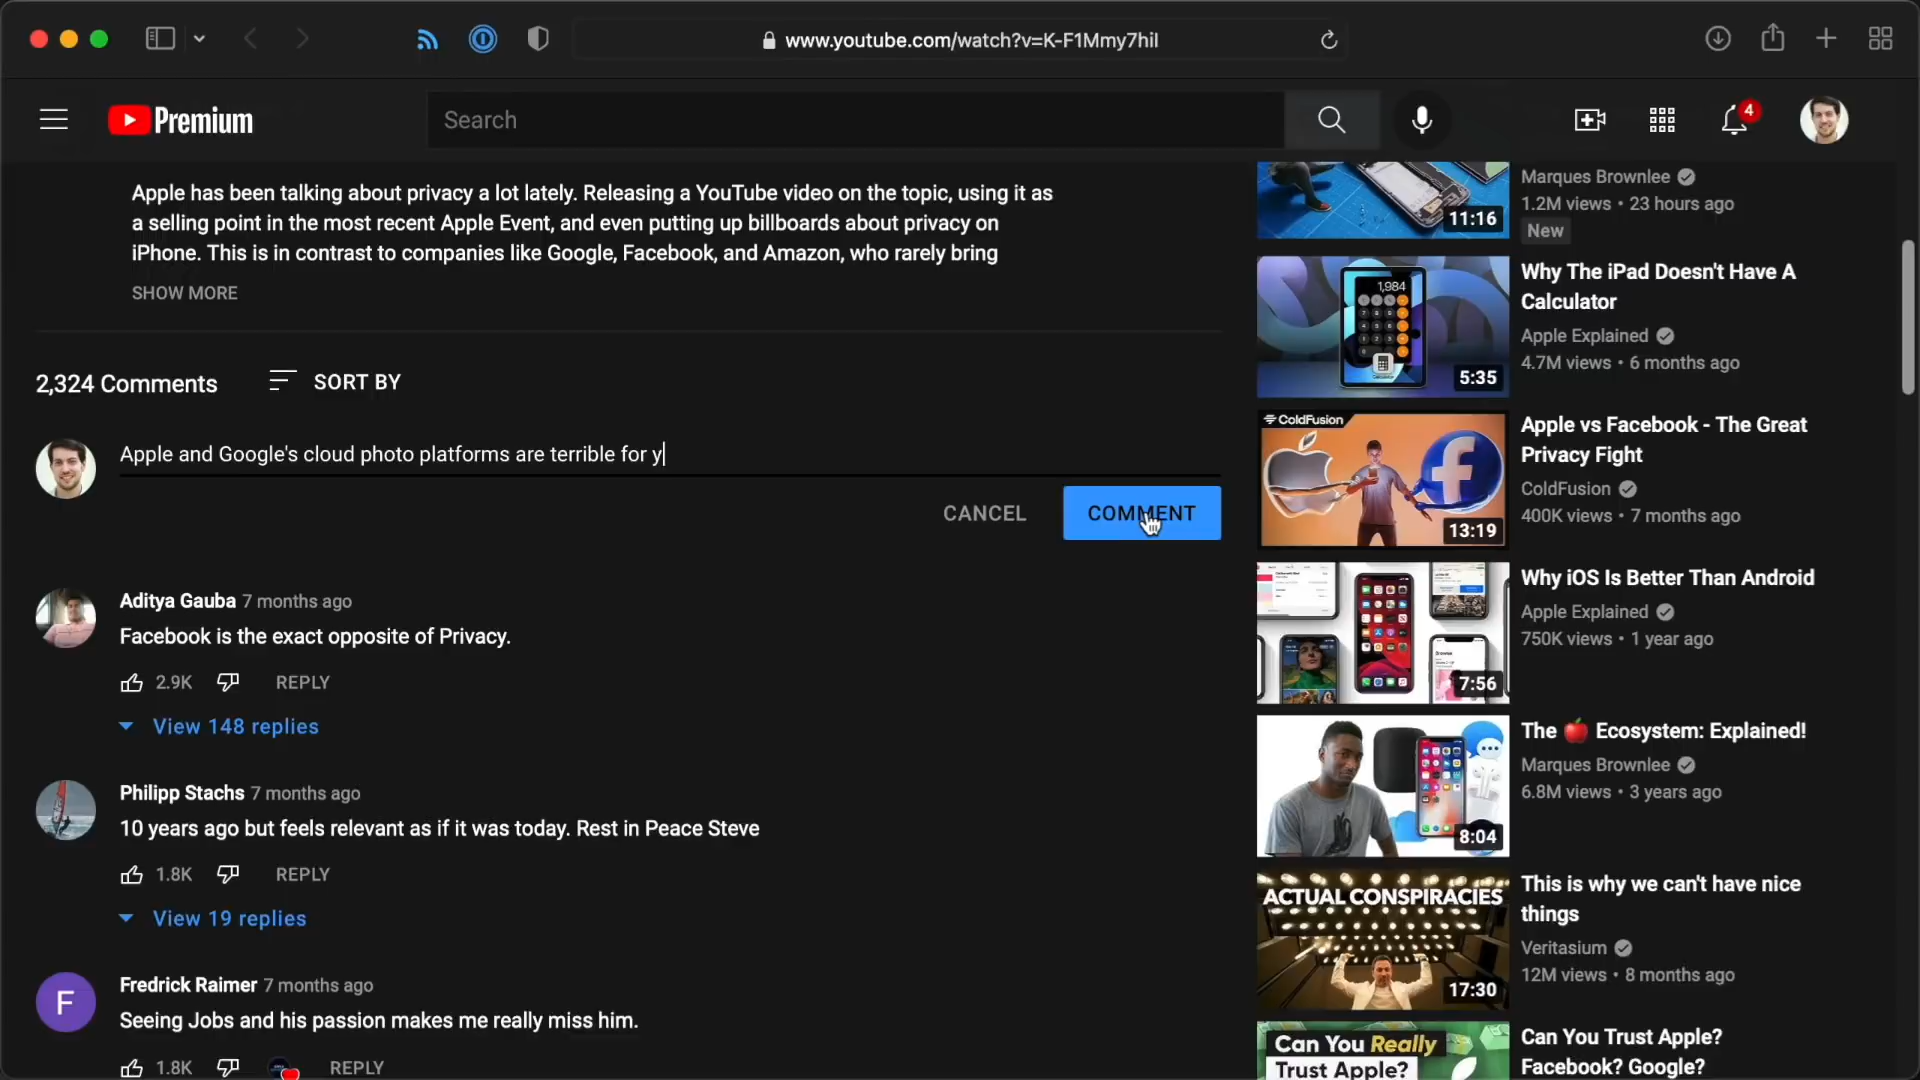 www.youtube.com/watch?v=K-F1Mmy7hiI
Premium
Search
4
Apple has been talking about privacy a lot lately. Releasing a YouTube video on the topic, using it as
a selling point in the most recent Apple Event, and even putting up billboards about privacy on
iPhone. This is in contrast to companies like Google, Facebook, and Amazon, who rarely bring
SHOW MORE
2,324 Comments
SORT BY
Apple and Google's cloud photo platforms are terrible for y
CANCEL
COMMENT
Aditya Gauba 7 months ago
Facebook is the exact opposite of Privacy.
2.9K
REPLY
View 148 replies
Philipp Stachs 7 months ago
10 years ago but feels relevant as if it was today. Rest in Peace Steve
1.8K
REPLY
View 19 replies
F
Fredrick Raimer 7 months ago
Seeing Jobs and his passion makes me really miss him.
1.8K
REPLY
11:16
Marques Brownlee
1.2M views • 23 hours ago
New
1,984
5:35
Why The iPad Doesn't Have A
Calculator
Apple Explained
4.7M views • 6 months ago
ColdFusion
13:19
Apple vs Facebook - The Great
Privacy Fight
ColdFusion
400K views • 7 months ago
7:56
Why iOS Is Better Than Android
Apple Explained
750K views • 1 year ago
8:04
The 🍎 Ecosystem: Explained!
Marques Brownlee
6.8M views • 3 years ago
ACTUAL CONSPIRACIES
17:30
This is why we can't have nice
things
Veritasium
12M views • 8 months ago
Can You Really
Trust Apple?
Can You Trust Apple?
Facebook? Google?